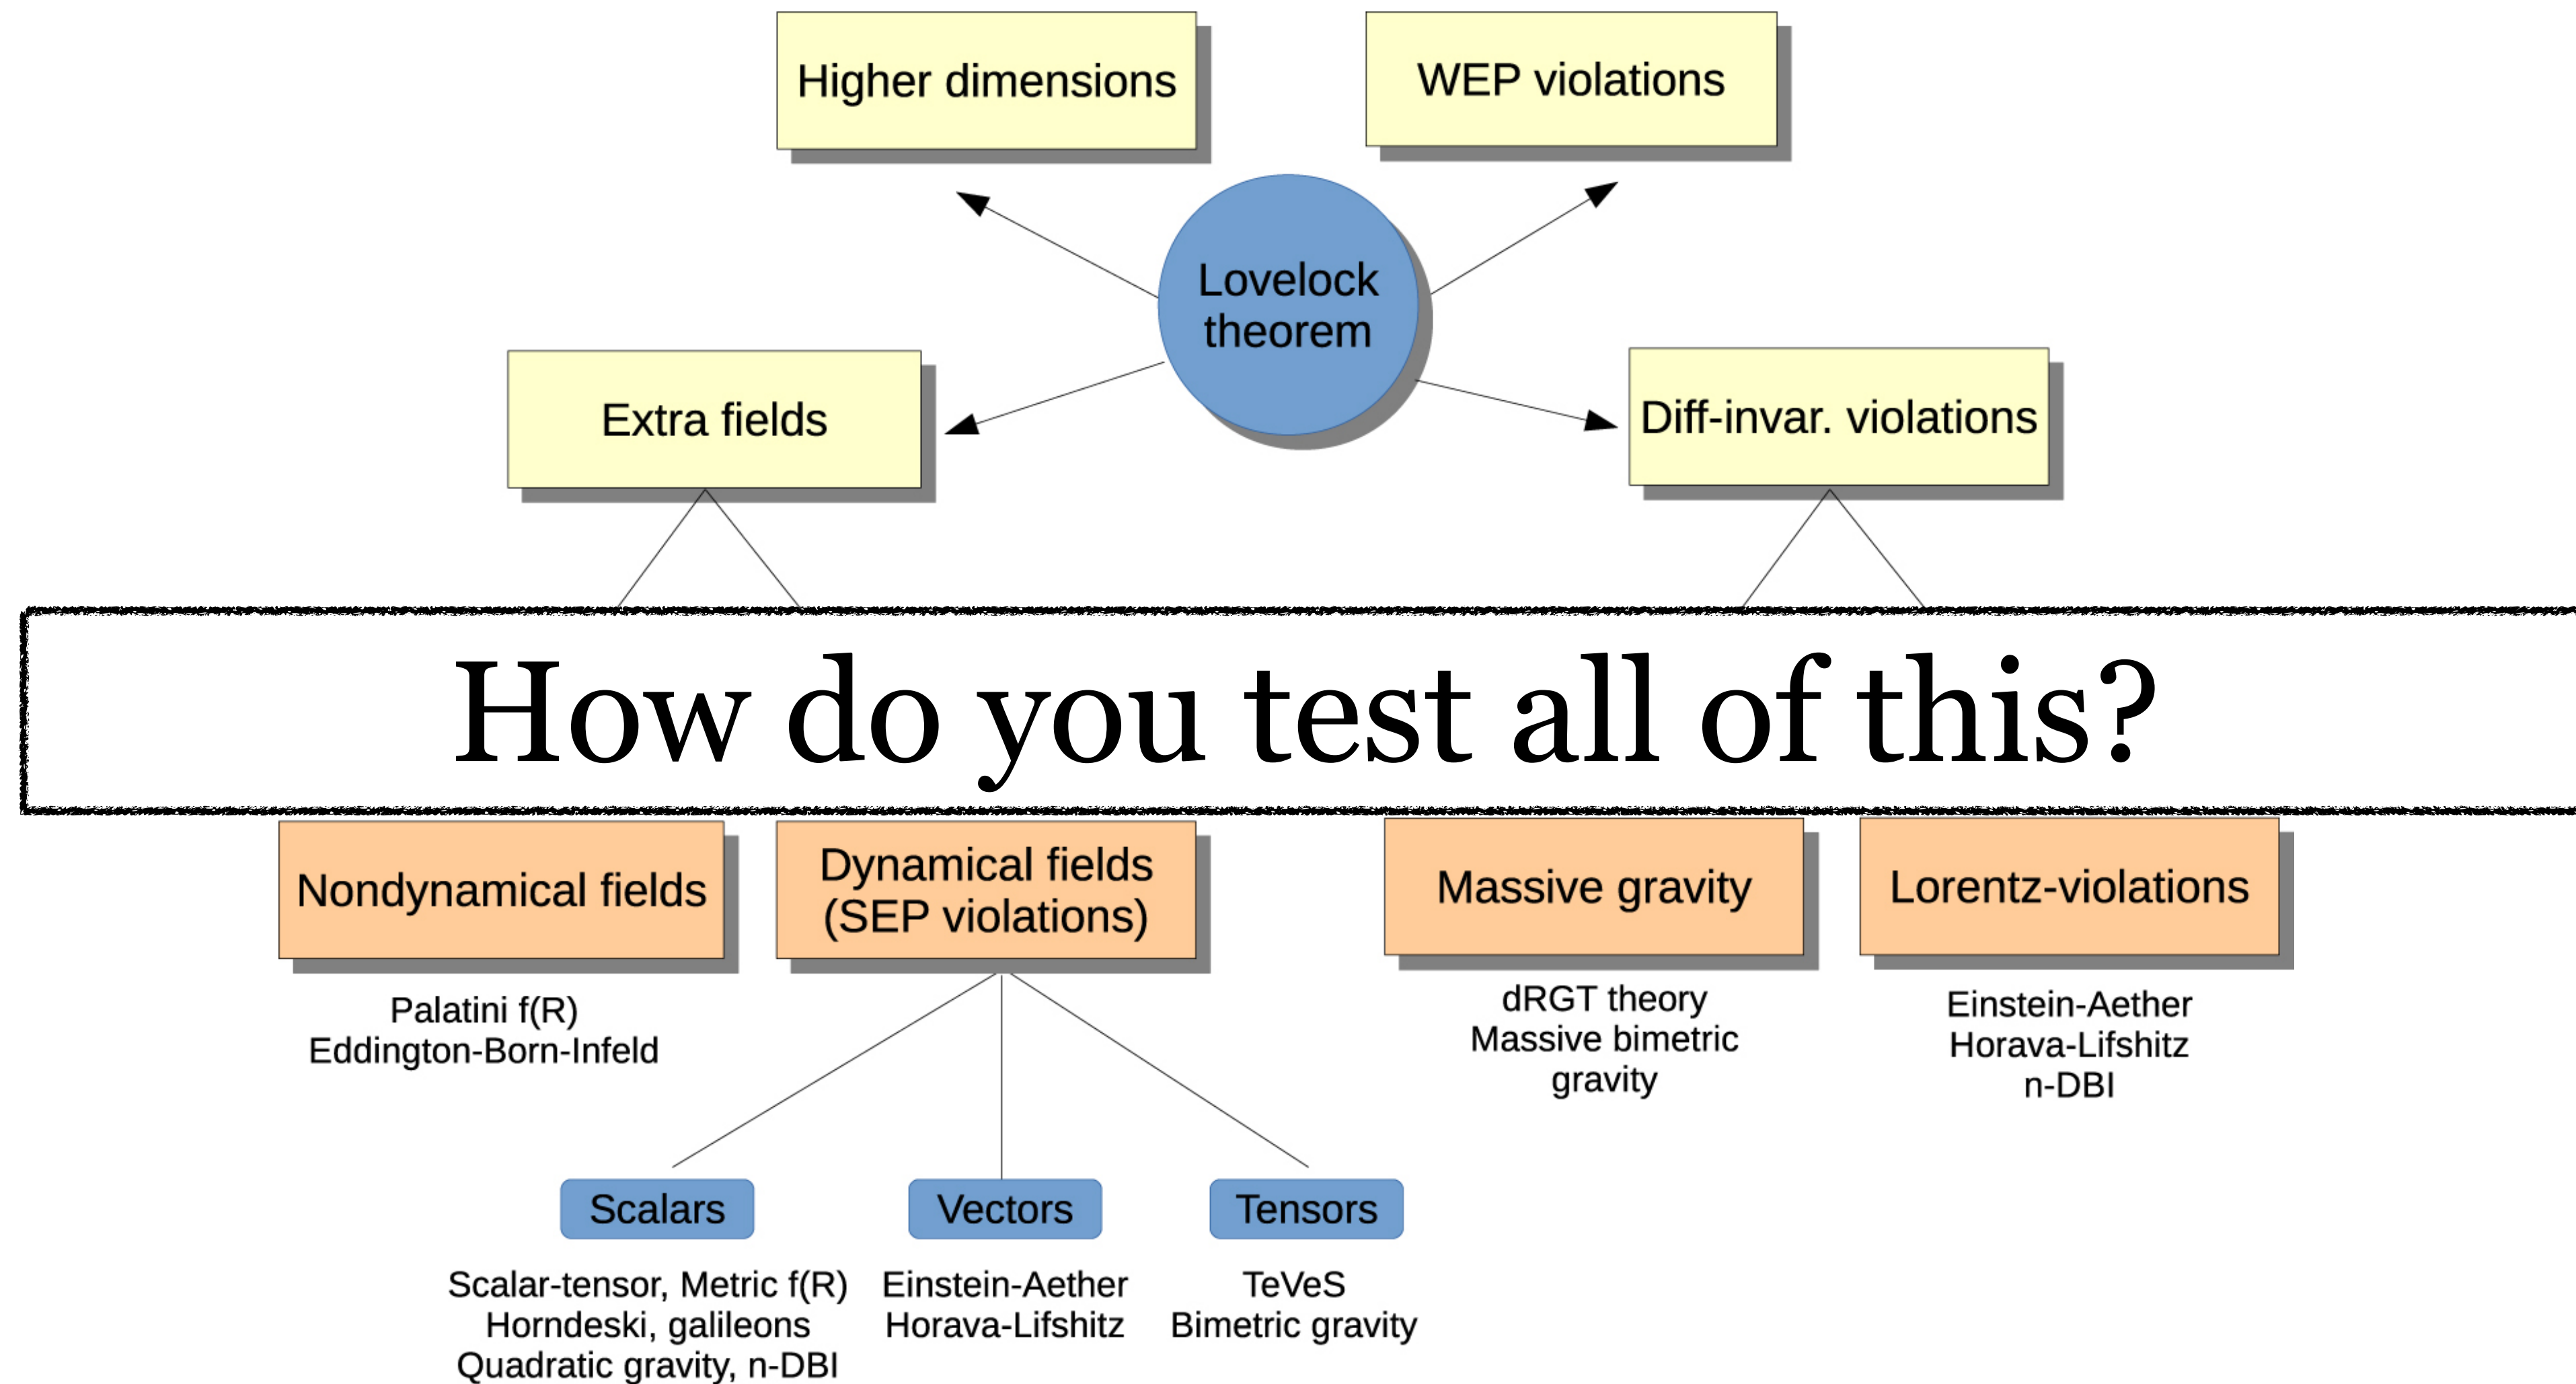 Higher dimensions
WEP violations
Lovelock
theorem
Extra fields
Diff-invar. violations
How do you test all of this?
Nondynamical fields
Dynamical fields
(SEP violations)
Massive gravity
Lorentz-violations
Palatini f(R)
Eddington-Born-Infeld
dRGT theory
Massive bimetric
gravity
Einstein-Aether
Horava-Lifshitz
n-DBI
Scalars
Vectors
Tensors
Scalar-tensor, Metric f(R)
Horndeski, galileons
Quadratic gravity, n-DBI
Einstein-Aether
Horava-Lifshitz
TeVeS
Bimetric gravity